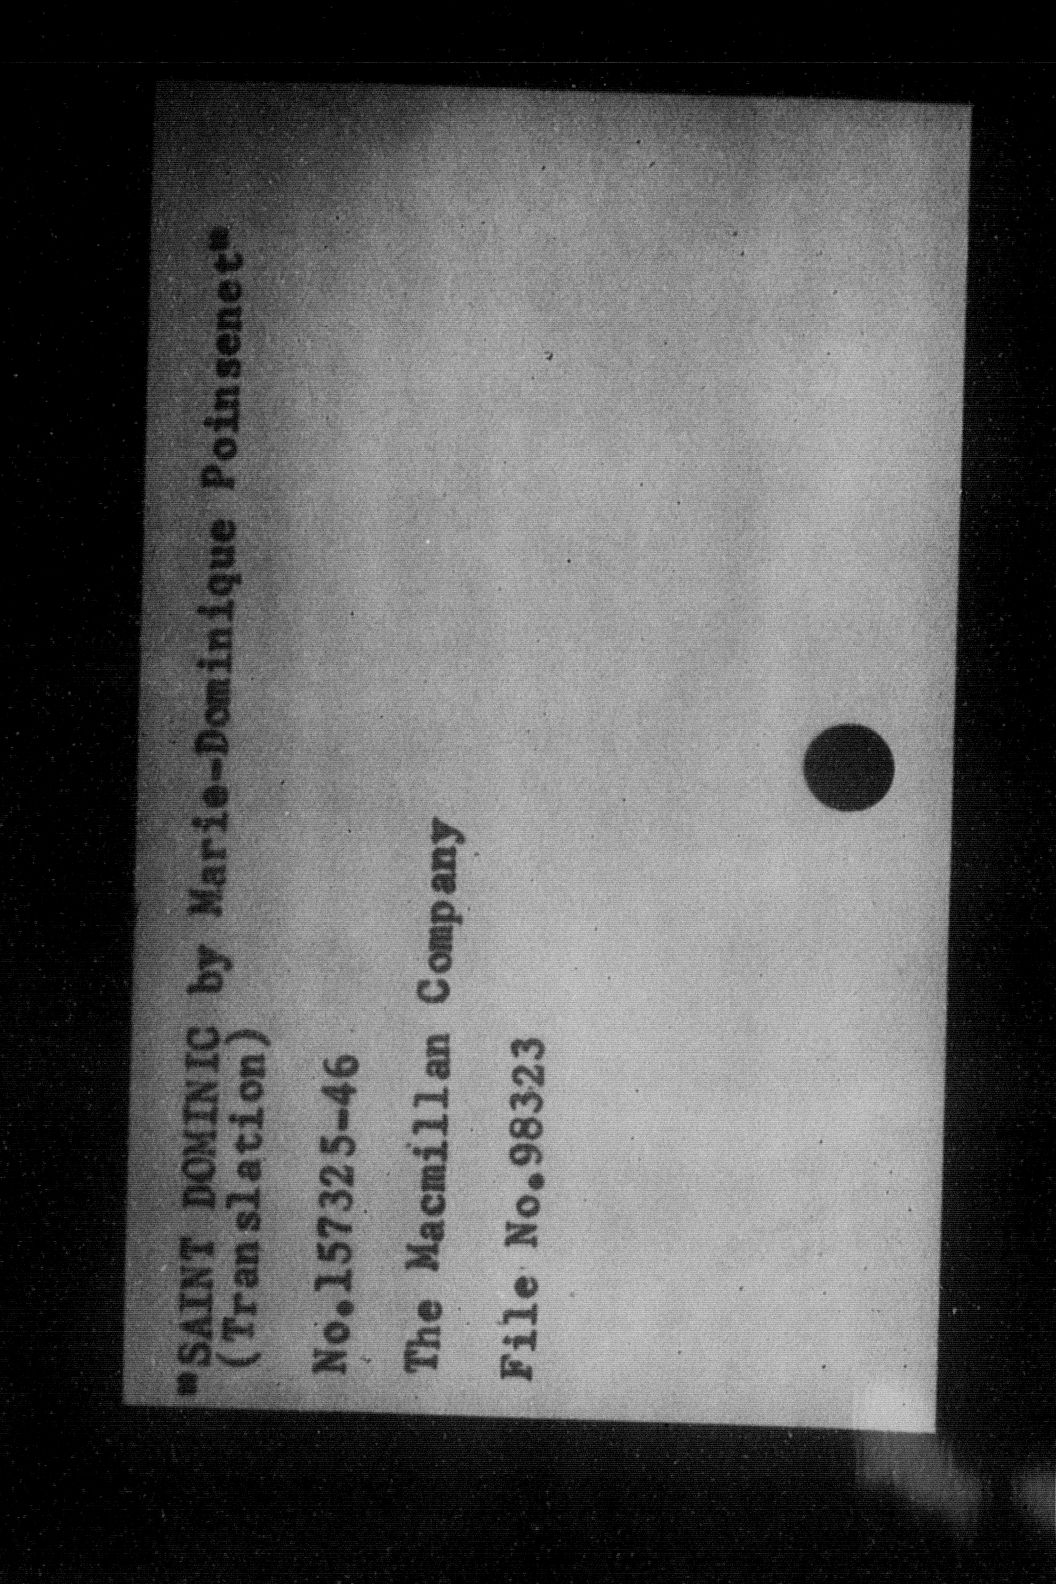 "SAINT DOMINIC by Marie-Dominique Poinsenet"
(Translation)
No.157325-46
The Macmillan Company
File No.98323